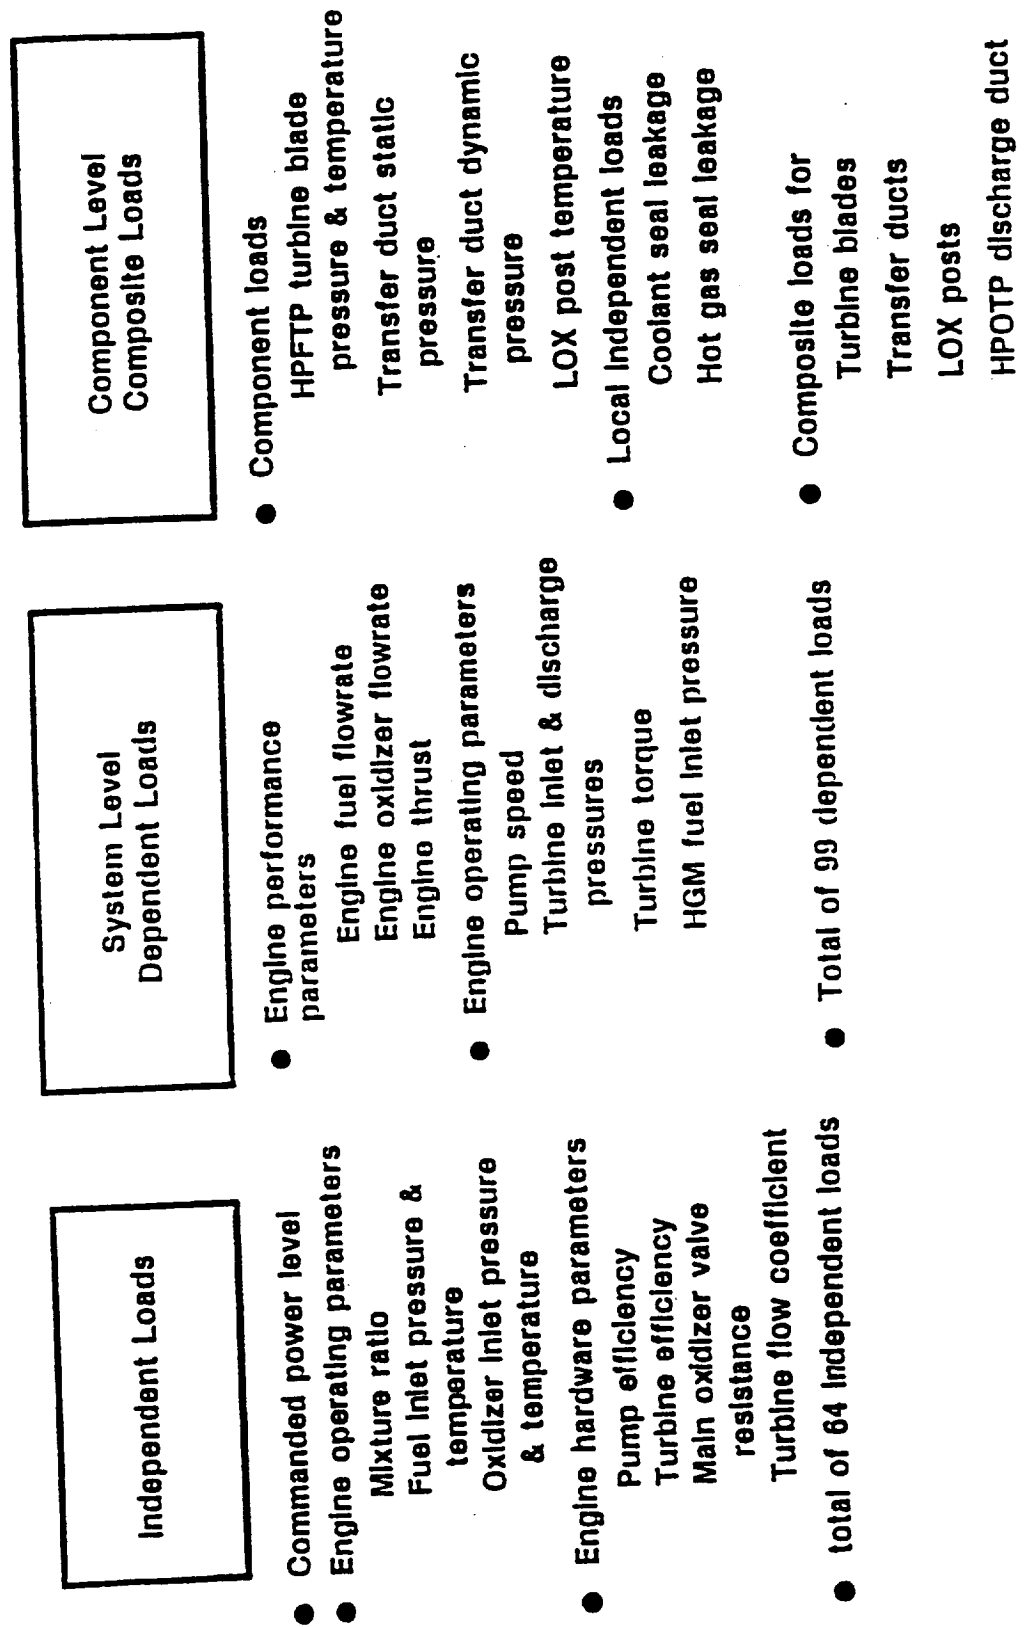 Independent Loads
● Commanded power level
● Engine operating parameters
Mixture ratio
Fuel inlet pressure &
temperature
Oxidizer inlet pressure
& temperature
● Engine hardware parameters
Pump efficiency
Turbine efficiency
Main oxidizer valve
resistance
Turbine flow coefficient
● total of 64 independent loads
System Level
Dependent Loads
● Engine performance
parameters
Engine fuel flowrate
Engine oxidizer flowrate
Engine thrust
● Engine operating parameters
Pump speed
Turbine inlet & discharge
pressures
Turbine torque
HGM fuel inlet pressure
● Total of 99 dependent loads
Component Level
Composite Loads
● Component loads
HPFTP turbine blade
pressure & temperature
Transfer duct static
pressure
Transfer duct dynamic
pressure
LOX post temperature
● Local independent loads
Coolant seal leakage
Hot gas seal leakage
● Composite loads for
Turbine blades
Transfer ducts
LOX posts
HPOTP discharge duct